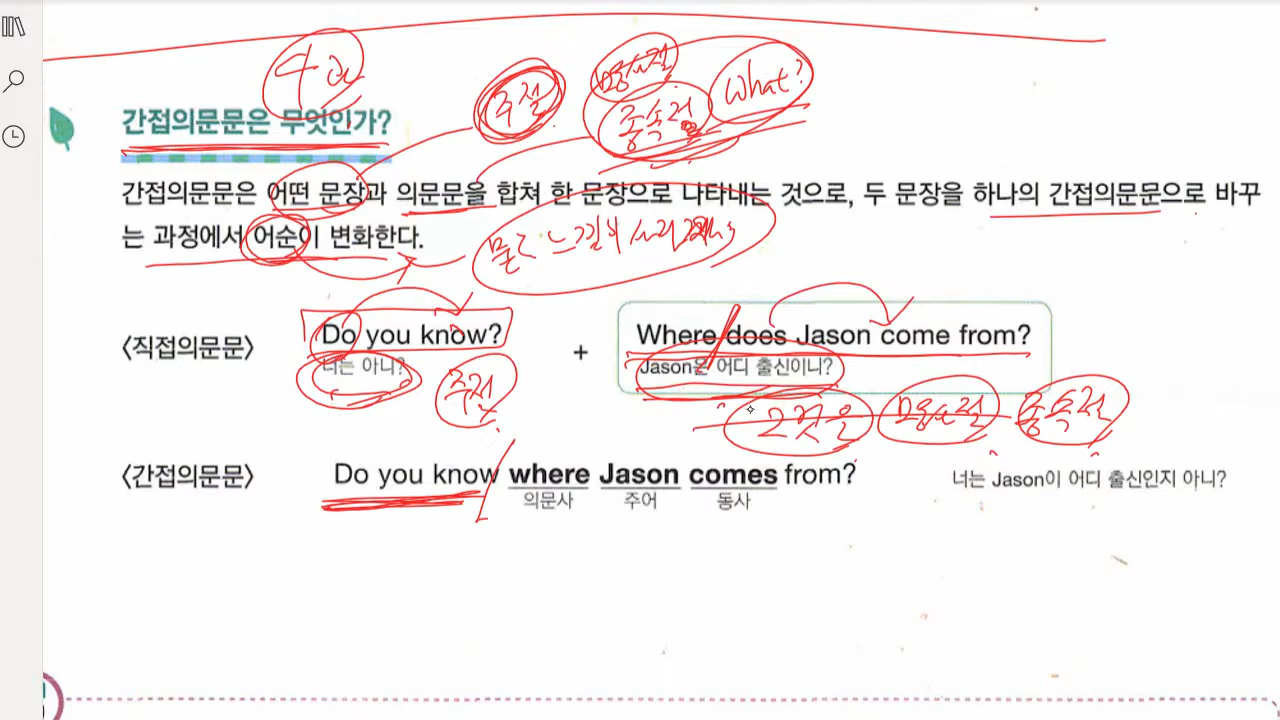 주절
명사절
종속절
what?
간접의문문은 무엇인가?
간접의문문은 어떤 문장과 의문문을 합쳐 한 문장으로 나타내는 것으로, 두 문장을 하나의 간접의문문으로 바꾸
는 과정에서 어순이 변화한다.
〈직접의문문〉 Do you know? + Where does Jason come from?
너는 아니? Jason은 어디 출신이니?
주절
그것은 명사절 종속절
〈간접의문문〉 Do you know where Jason comes from? 너는 Jason이 어디 출신인지 아니?
의문사 주어 동사